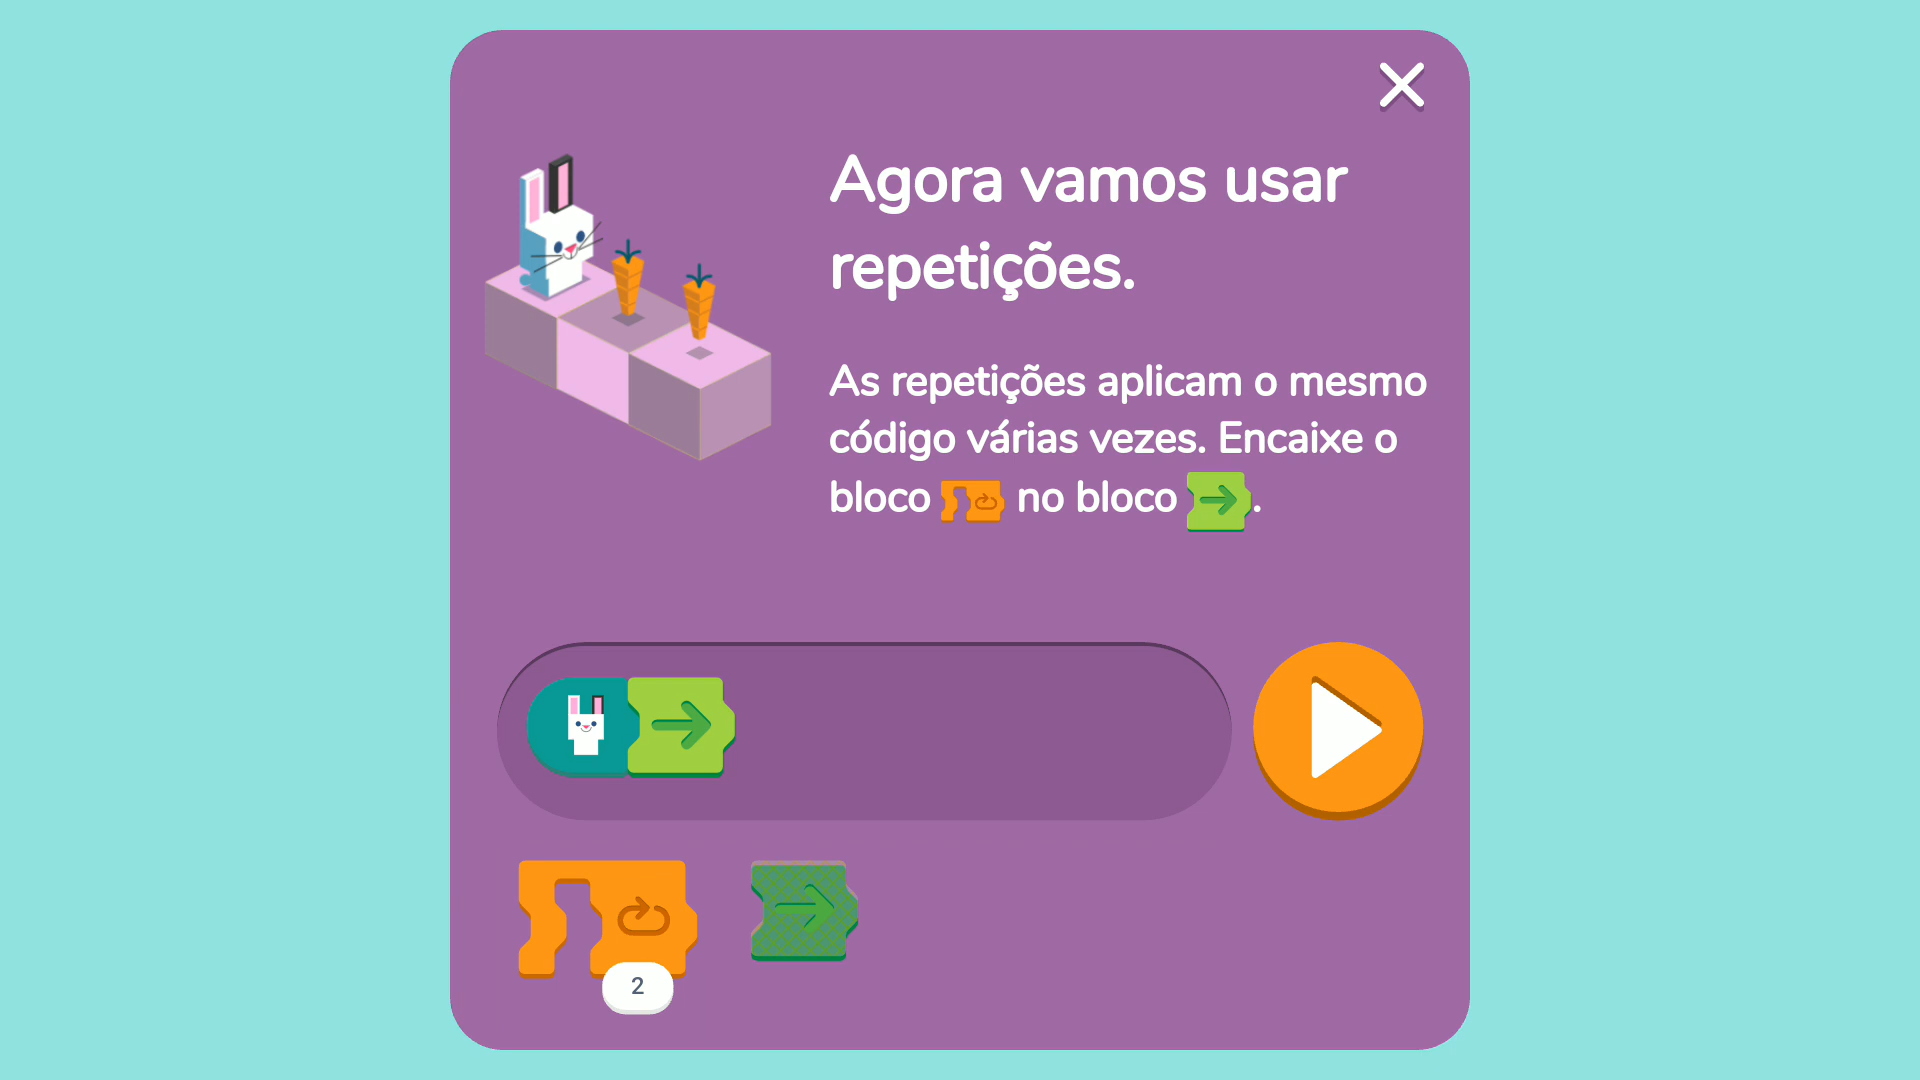 Agora vamos usar
repetições.
As repetições aplicam o mesmo
código várias vezes. Encaixe o
bloco no bloco .
2